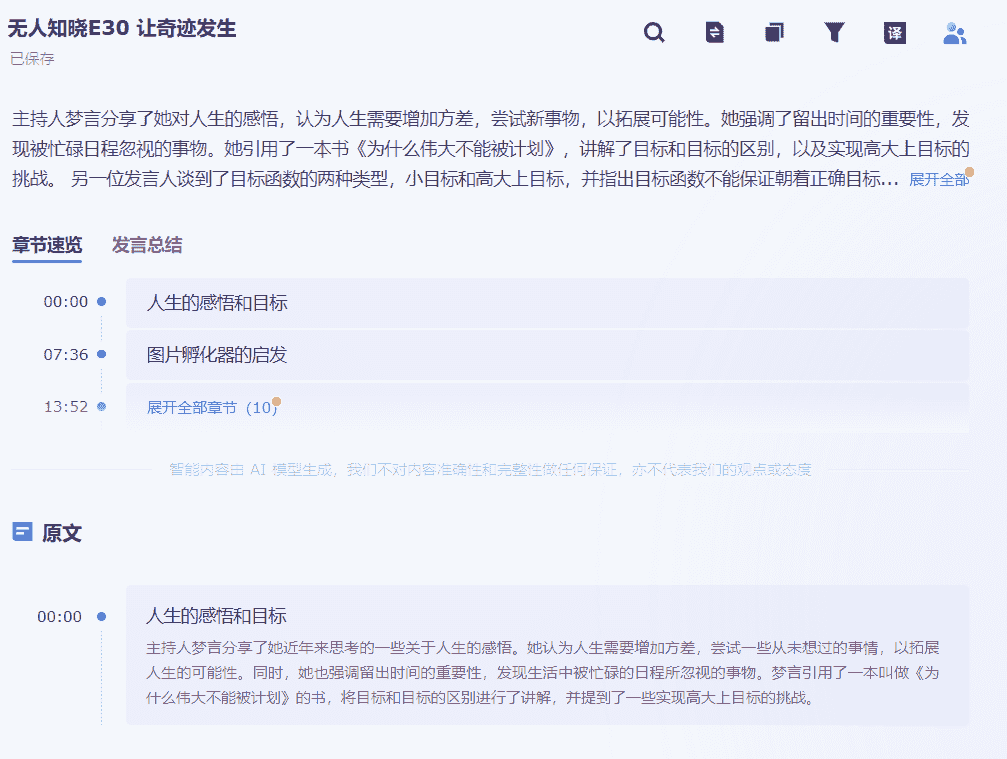 无人知晓E30 让奇迹发生
已保存
译
主持人梦言分享了她对人生的感悟，认为人生需要增加方差，尝试新事物，以拓展可能性。她强调了留出时间的重要性，发
现被忙碌日程忽视的事物。她引用了一本书《为什么伟大不能被计划》，讲解了目标和目标的区别，以及实现高大上目标的
挑战。 另一位发言人谈到了目标函数的两种类型，小目标和高大上目标，并指出目标函数不能保证朝着正确目标... 展开全部
章节速览 发言总结
00:00 人生的感悟和目标
07:36 图片孵化器的启发
13:52 展开全部章节（10）
智能内容由 AI 模型生成，我们不对内容准确性和完整性做任何保证，亦不代表我们的观点或态度
原文
00:00 人生的感悟和目标
主持人梦言分享了她近年来思考的一些关于人生的感悟。她认为人生需要增加方差，尝试一些从未想过的事情，以拓展
人生的可能性。同时，她也强调留出时间的重要性，发现生活中被忙碌的日程所忽视的事物。梦言引用了一本叫做《为
什么伟大不能被计划》的书，将目标和目标的区别进行了讲解，并提到了一些实现高大上目标的挑战。